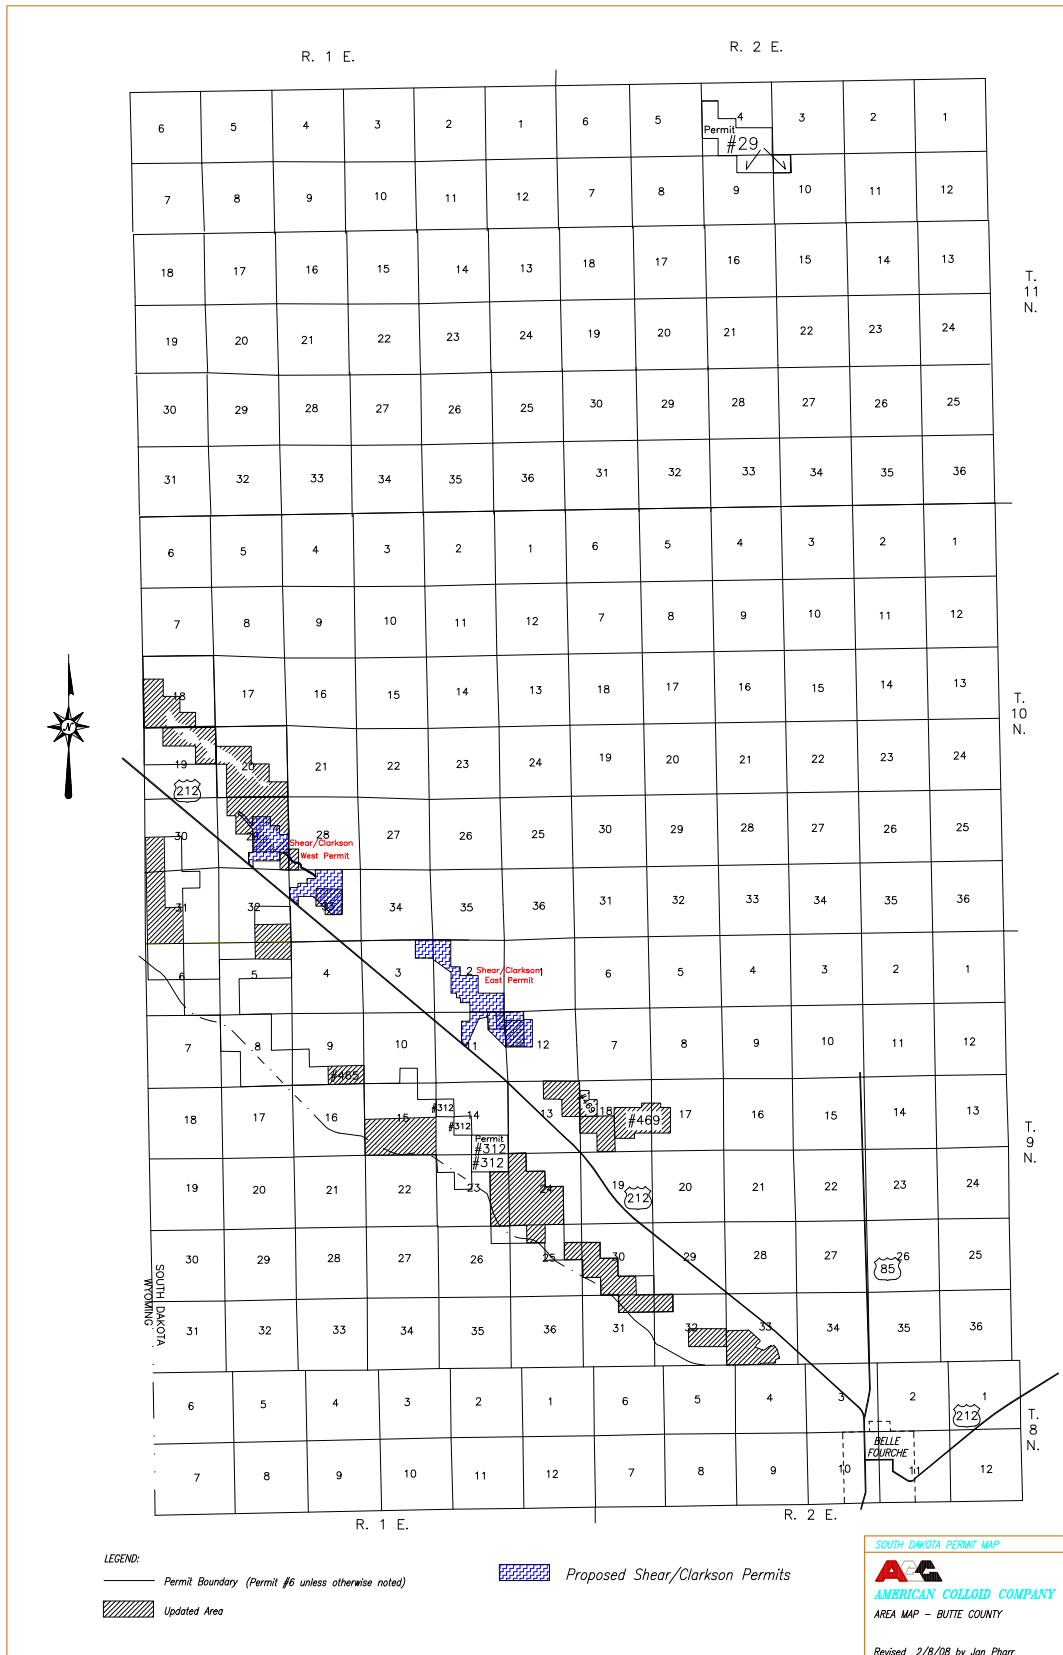 R. 1 E.
R. 2 E.
6 5 4 3 2 1 6 5 4 3 2 1
Permit
#29
7 8 9 10 11 12 7 8 9 10 11 12
18 17 16 15 14 13 18 17 16 15 14 13
T.
11
N.
19 20 21 22 23 24 19 20 21 22 23 24
30 29 28 27 26 25 30 29 28 27 26 25
31 32 33 34 35 36 31 32 33 34 35 36
6 5 4 3 2 1 6 5 4 3 2 1
7 8 9 10 11 12 7 8 9 10 11 12
18 17 16 15 14 13 18 17 16 15 14 13
T.
10
N.
N
19 20 21 22 23 24 19 20 21 22 23 24
212
30 29 28 27 26 25 30 29 28 27 26 25
Shear/Clarkson
West Permit
31 32 33 34 35 36 31 32 33 34 35 36
6 5 4 3 2 1 6 5 4 3 2 1
Shear/Clarkson
East Permit
7 8 9 10 11 12 7 8 9 10 11 12
#465
18 17 16 15 14 13 18 17 16 15 14 13
#312
#312
#469
#469
Permit
#312
#312
T.
9
N.
19 20 21 22 23 24 19 20 21 22 23 24
212
30 29 28 27 26 25 30 29 28 27 26 25
85
SOUTH DAKOTA
WYOMING
31 32 33 34 35 36 31 32 33 34 35 36
6 5 4 3 2 1 6 5 4 3 2 1
212
T.
8
N.
BELLE
FOURCHE
7 8 9 10 11 12 7 8 9 10 11 12
R. 1 E.
R. 2 E.
LEGEND:
Permit Boundary (Permit #6 unless otherwise noted)
Updated Area
Proposed Shear/Clarkson Permits
SOUTH DAKOTA PERMIT MAP
ACC
AMERICAN COLLOID COMPANY
AREA MAP - BUTTE COUNTY
Revised 2/8/08 by Jan Pharr